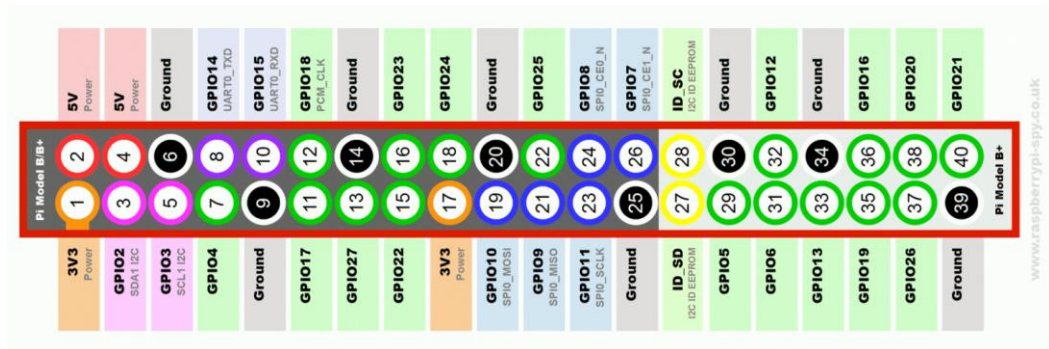 5V
Power
5V
Power
Ground
GPIO14
UART0_TXD
GPIO15
UART0_RXD
GPIO18
PCM_CLK
Ground
GPIO23
GPIO24
Ground
GPIO25
GPIO8
SPI0_CE0_N
GPIO7
SPI0_CE1_N
ID_SC
I2C ID EEPROM
Ground
GPIO12
Ground
GPIO16
GPIO20
GPIO21
Pi Model B/B+
2 4 6 8 10 12 14 16 18 20 22 24 26 28 30 32 34 36 38 40
1 3 5 7 9 11 13 15 17 19 21 23 25 27 29 31 33 35 37 39
Pi Model B+
3V3
Power
GPIO2
SDA1 I2C
GPIO3
SCL1 I2C
GPIO4
Ground
GPIO17
GPIO27
GPIO22
3V3
Power
GPIO10
SPI0_MOSI
GPIO9
SPI0_MISO
GPIO11
SPI0_SCLK
Ground
ID_SD
I2C ID EEPROM
GPIO5
GPIO6
GPIO13
GPIO19
GPIO26
Ground
www.raspberrypi-spy.co.uk